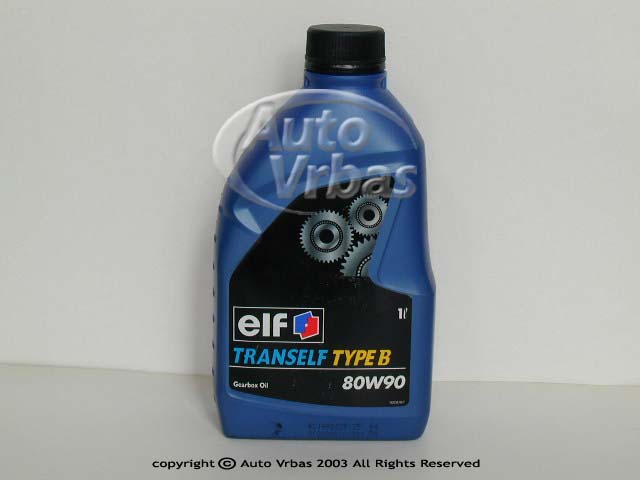 Auto
Vrbas
1ℓ
elf
TRANSELF TYPE B
Gearbox Oil
80W90
copyright © Auto Vrbas 2003 All Rights Reserved